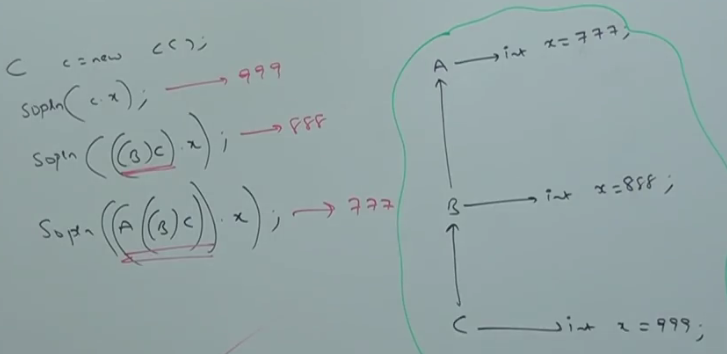 C c = new C();
Sopln(c.x); → 999
Sopln(((B)c).x); → 888
Sopln((A((B)c)).x); → 777
A → int x = 777;
B → int x = 888;
C → int x = 999;